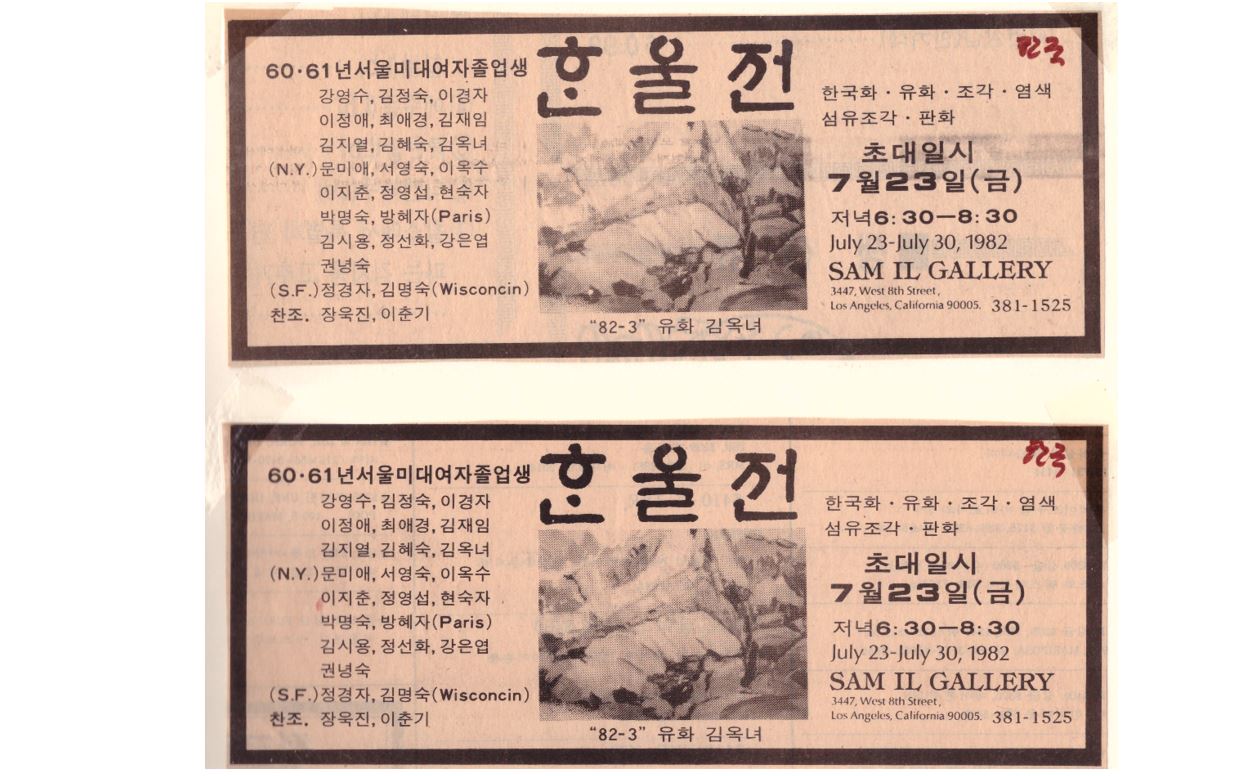 60·61년서울미대여자졸업생
강영수, 김정숙, 이경자
이정애, 최애경, 김재임
김지열, 김혜숙, 김옥녀
(N.Y.) 문미애, 서영숙, 이옥수
이지춘, 정영섭, 현숙자
박명숙, 방혜자(Paris)
김시용, 정선화, 강은엽
권녕숙
(S.F.) 정경자, 김명숙(Wisconcin)
찬조. 장욱진, 이춘기
한울전
"82-3" 유화 김옥녀
한국
한국화 · 유화 · 조각 · 염색
섬유조각 · 판화
초대일시
7월23일(금)
저녁6:30—8:30
July 23-July 30, 1982
SAM IL GALLERY
3447, West 8th Street,
Los Angeles, California 90005. 381-1525
60·61년서울미대여자졸업생
강영수, 김정숙, 이경자
이정애, 최애경, 김재임
김지열, 김혜숙, 김옥녀
(N.Y.) 문미애, 서영숙, 이옥수
이지춘, 정영섭, 현숙자
박명숙, 방혜자(Paris)
김시용, 정선화, 강은엽
권녕숙
(S.F.) 정경자, 김명숙(Wisconcin)
찬조. 장욱진, 이춘기
한울전
"82-3" 유화 김옥녀
한국
한국화 · 유화 · 조각 · 염색
섬유조각 · 판화
초대일시
7월23일(금)
저녁6:30—8:30
July 23-July 30, 1982
SAM IL GALLERY
3447, West 8th Street,
Los Angeles, California 90005. 381-1525